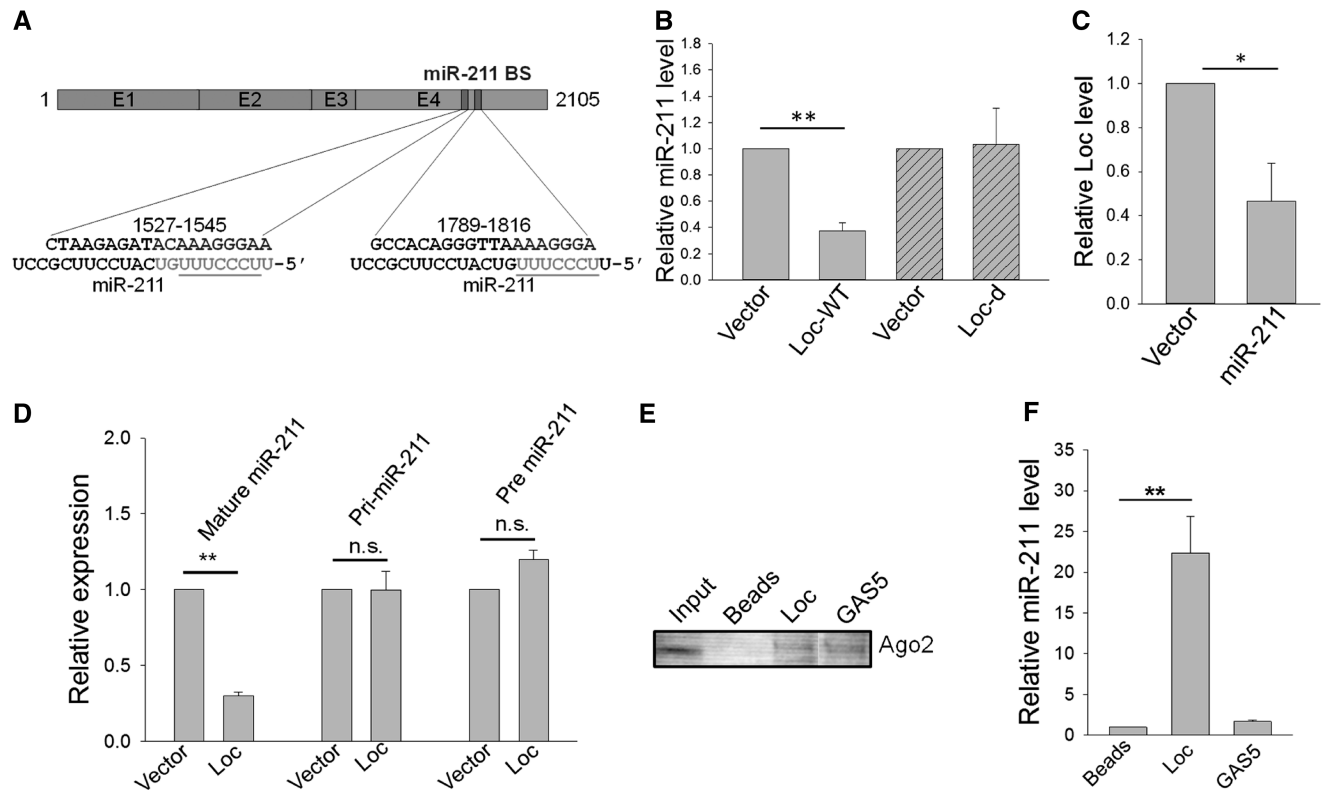 A
miR-211 BS
1 E1 E2 E3 E4 2105
1527-1545
CTAAGAGATACAAAGGGAA
UCCGCUUCCUACUGUUUCCCUU-5'
miR-211
1789-1816
GCCACAGGGTTAAAAGGGA
UCCGCUUCCUACUGUUUCCCUU-5'
miR-211
B
Relative miR-211 level
1.8
1.6
1.4
1.2
1.0
0.8
0.6
0.4
0.2
0.0
**
Vector
Loc-WT
Vector
Loc-d
C
Relative Loc level
1.2
1.0
0.8
0.6
0.4
0.2
0.0
*
Vector
miR-211
D
Relative expression
2.0
1.5
1.0
0.5
0.0
Mature miR-211
**
Pri-miR-211
n.s.
Pre miR-211
n.s.
Vector
Loc
Vector
Loc
Vector
Loc
E
Input
Beads
Loc
GAS5
Ago2
F
Relative miR-211 level
35
30
25
20
15
10
5
0
**
Beads
Loc
GAS5